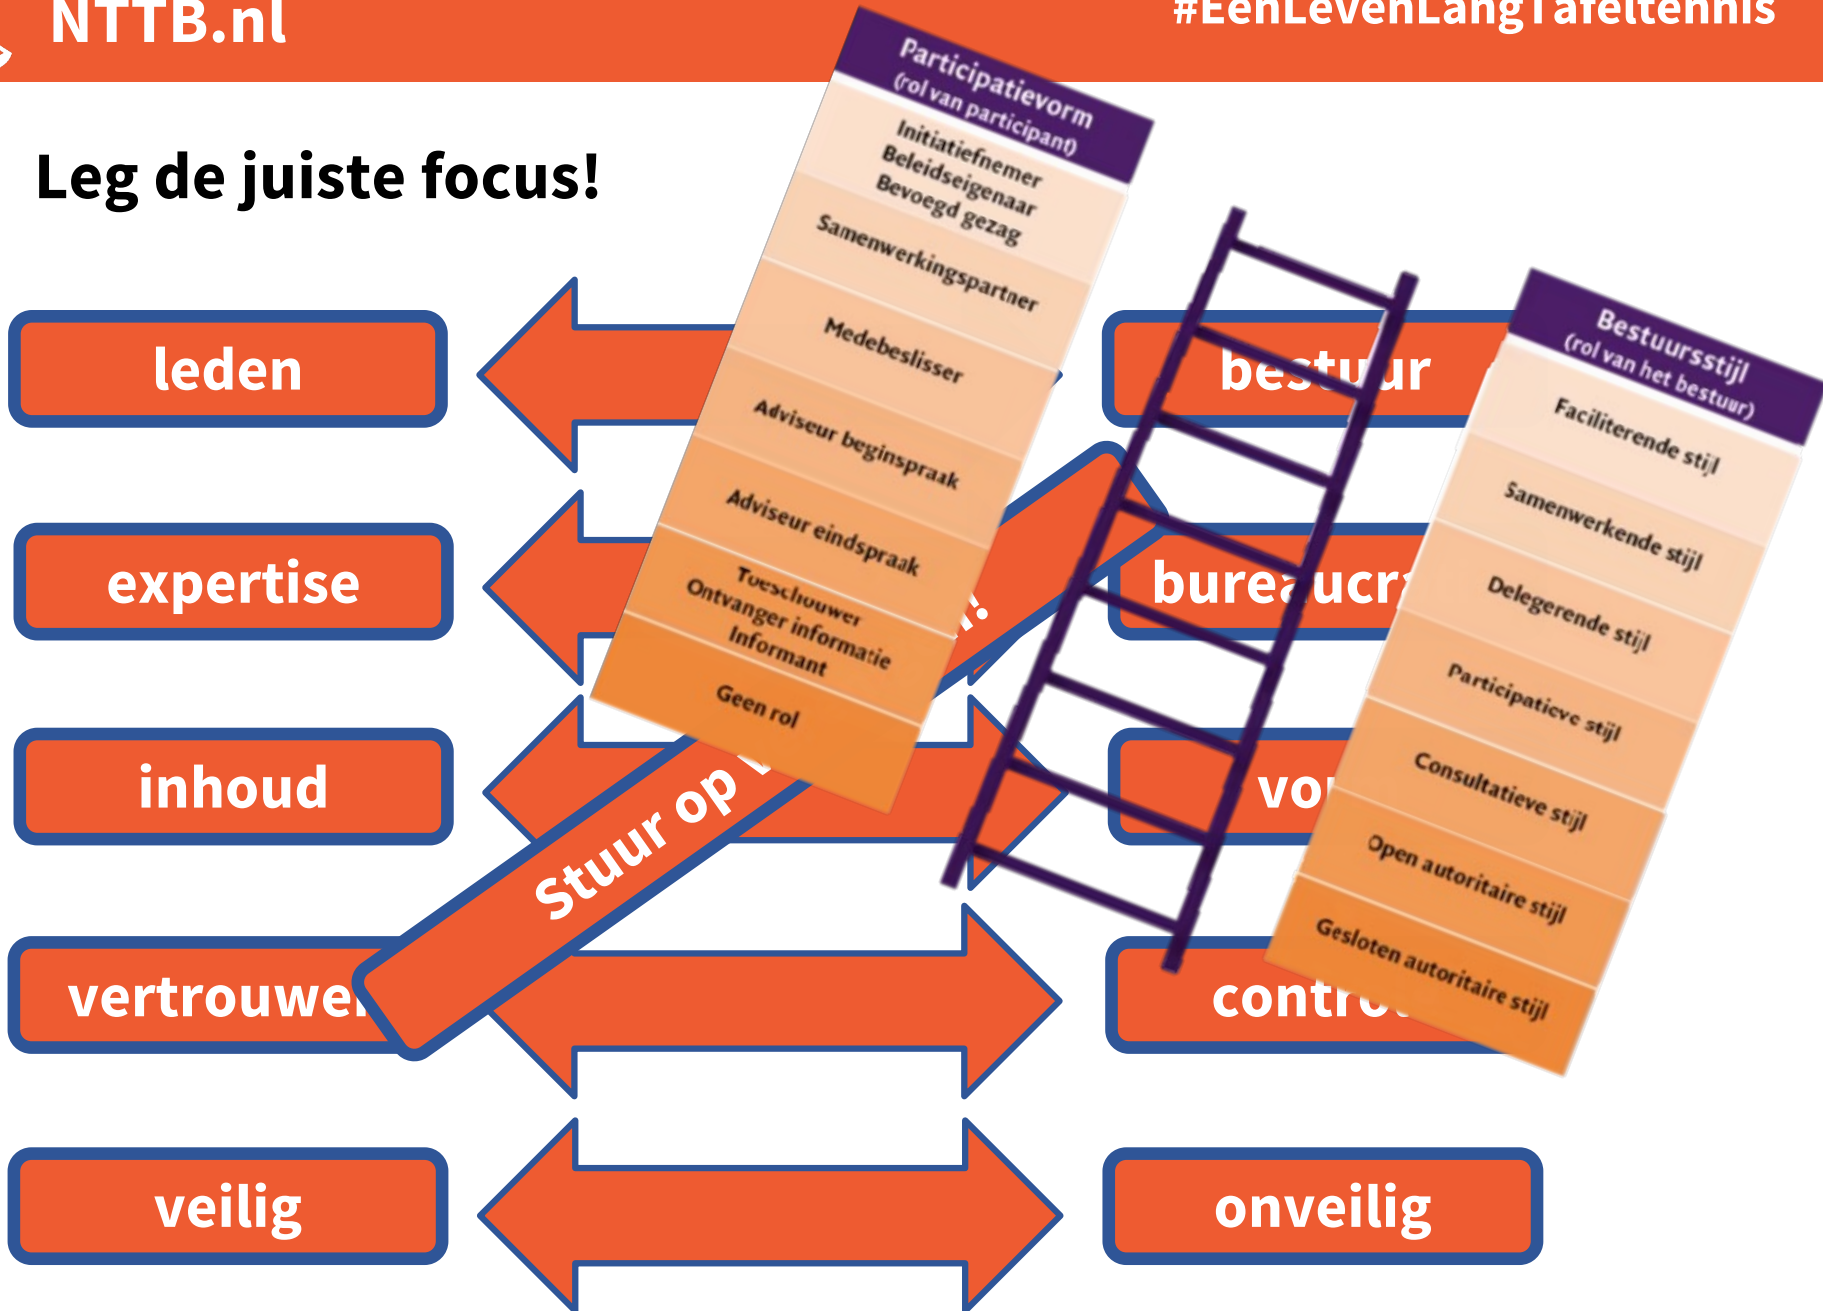 NTTB.nl
#EenLevenLangTafeltennis
Leg de juiste focus!
leden
bestuur
expertise
inhoud
vertrouwen
veilig
onveilig
Stuur op
Participatievorm
(rol van participant)
Initiatiefnemer
Beleidseigenaar
Bevoegd gezag
Samenwerkingspartner
Medebeslisser
Adviseur beginspraak
Adviseur eindspraak
Toeschouwer
Ontvanger informatie
Informant
Geen rol
Bestuursstijl
(rol van het bestuur)
Faciliterende stijl
Samenwerkende stijl
Delegerende stijl
Participatieve stijl
Consultatieve stijl
Open autoritaire stijl
Gesloten autoritaire stijl